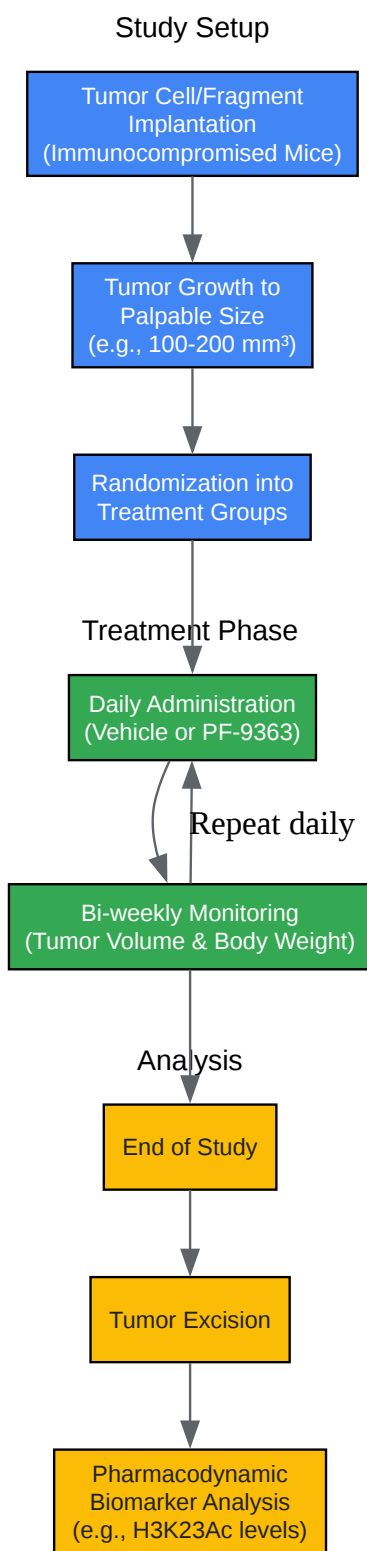 Study Setup
Tumor Cell/Fragment
Implantation
(Immunocompromised Mice)
Tumor Growth to
Palpable Size
(e.g., 100-200 mm³)
Randomization into
Treatment Groups
Treatment Phase
Daily Administration
(Vehicle or PF-9363)
Repeat daily
Bi-weekly Monitoring
(Tumor Volume & Body Weight)
Analysis
End of Study
Tumor Excision
Pharmacodynamic
Biomarker Analysis
(e.g., H3K23Ac levels)